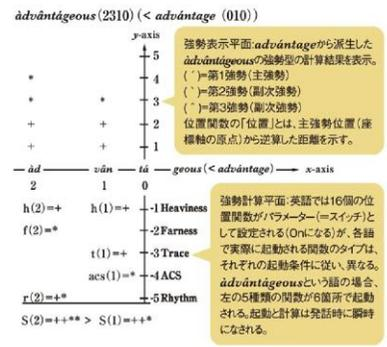 àdvântágeous (2310) (< advántage (010))
y-axis
5
* 4
* * 3
+ + 2
+ + 1
àd vân tá geous (< advántage) → x-axis
2 1 0
h(2)=+ h(1)=+ -1 Heaviness
f(2)=* -2 Farness
t(1)=+ -3 Trace
acs(1)=* -4 ACS
r(2)=+* -5 Rhythm
S(2)=++** > S(1)=++*
強勢表示平面:advántageから派生した
àdvântágeousの強勢型の計算結果を表示。
(´)=第1強勢(主強勢)
(`)=第2強勢(副次強勢)
(^)=第3強勢(副次強勢)
位置関数の「位置」とは、主強勢位置(座
標軸の原点)から逆算した距離を示す。
強勢計算平面:英語では16個の位
置関数がパラメーター(=スイッチ)と
して設定される(Onになる)が、各語
で実際に起動される関数のタイプは、
それぞれの起動条件に従い、異なる。
àdvântágeousという語の場合、
左の5種類の関数が6箇所で起動
される。起動と計算は発話時に瞬時
になされる。